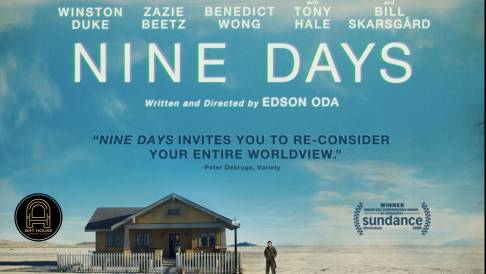 WINSTON DUKE
ZAZIE BEETZ
BENEDICT WONG
with TONY HALE
and BILL SKARSGÅRD
NINE DAYS
Written and Directed by EDSON ODA
“NINE DAYS INVITES YOU TO RE-CONSIDER
YOUR ENTIRE WORLDVIEW.”
-Peter Debruge, Variety
ART HOUSE
WINNER
sundance